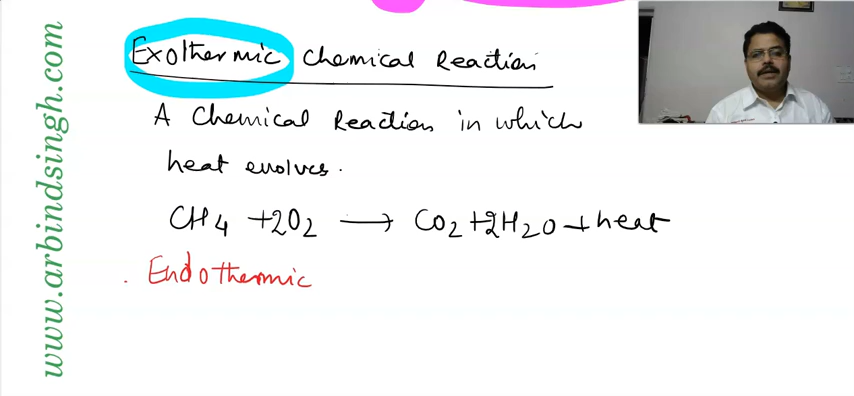 Exothermic Chemical Reaction
A Chemical Reaction in which
heat evolves.
CH4 + 2O2 ⟶ CO2 + 2H2O + heat
. Endothermic
www.arbindsingh.com